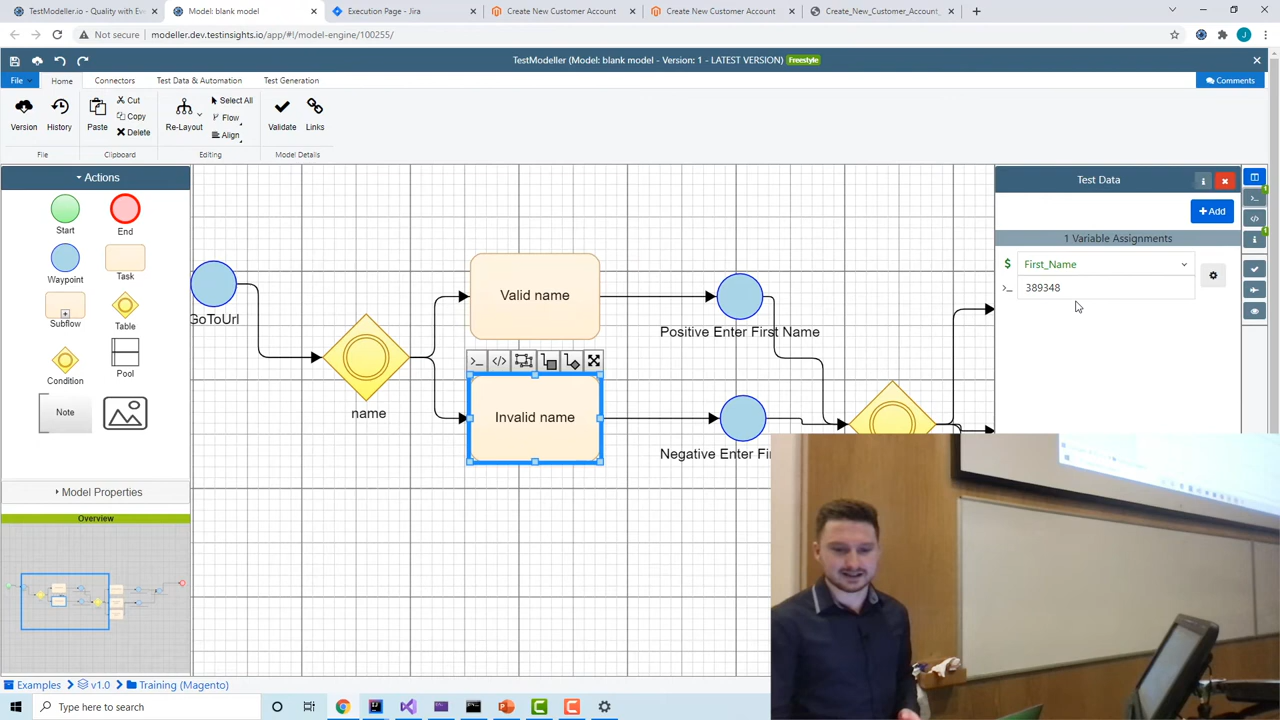 TestModeller.io - Quality with Eve
Model: blank model
Execution Page - Jira
Create New Customer Account
Create New Customer Account
Create_New_Customer_Account_
Not secure
modeller.dev.testinsights.io/app/#!/model-engine/100255/
J
TestModeller (Model: blank model - Version: 1 - LATEST VERSION) Freestyle
File
Home
Connectors
Test Data & Automation
Test Generation
Comments
Version
History
Paste
Cut
Copy
Delete
Re-Layout
Select All
Flow
Align
Validate
Links
File
Clipboard
Editing
Model Details
Actions
Start
End
Waypoint
Task
Subflow
Table
Condition
Pool
Note
Model Properties
Overview
GoToUrl
name
Valid name
Invalid name
Positive Enter First Name
Negative Enter Fi
Test Data
+ Add
1 Variable Assignments
$ First_Name
>_ 389348
Examples
v1.0
Training (Magento)
Type here to search